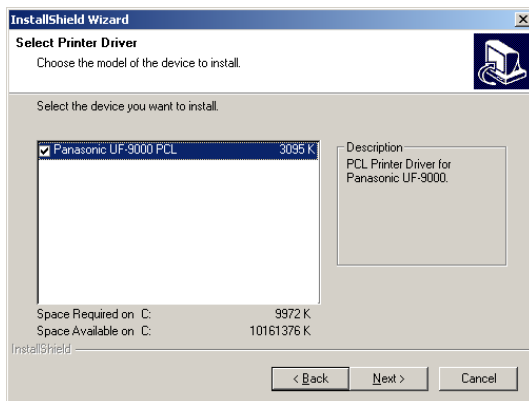 InstallShield Wizard
Select Printer Driver
Choose the model of the device to install.
Select the device you want to install.
Panasonic UF-9000 PCL 3095 K
Description
PCL Printer Driver for
Panasonic UF-9000.
Space Required on C: 9972 K
Space Available on C: 10161376 K
InstallShield
< Back Next > Cancel